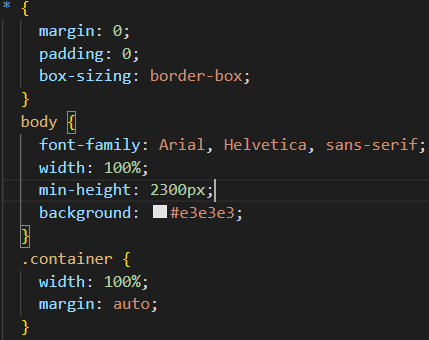 * {
margin: 0;
padding: 0;
box-sizing: border-box;
}
body {
font-family: Arial, Helvetica, sans-serif;
width: 100%;
min-height: 2300px;
background: #e3e3e3;
}
.container {
width: 100%;
margin: auto;
}